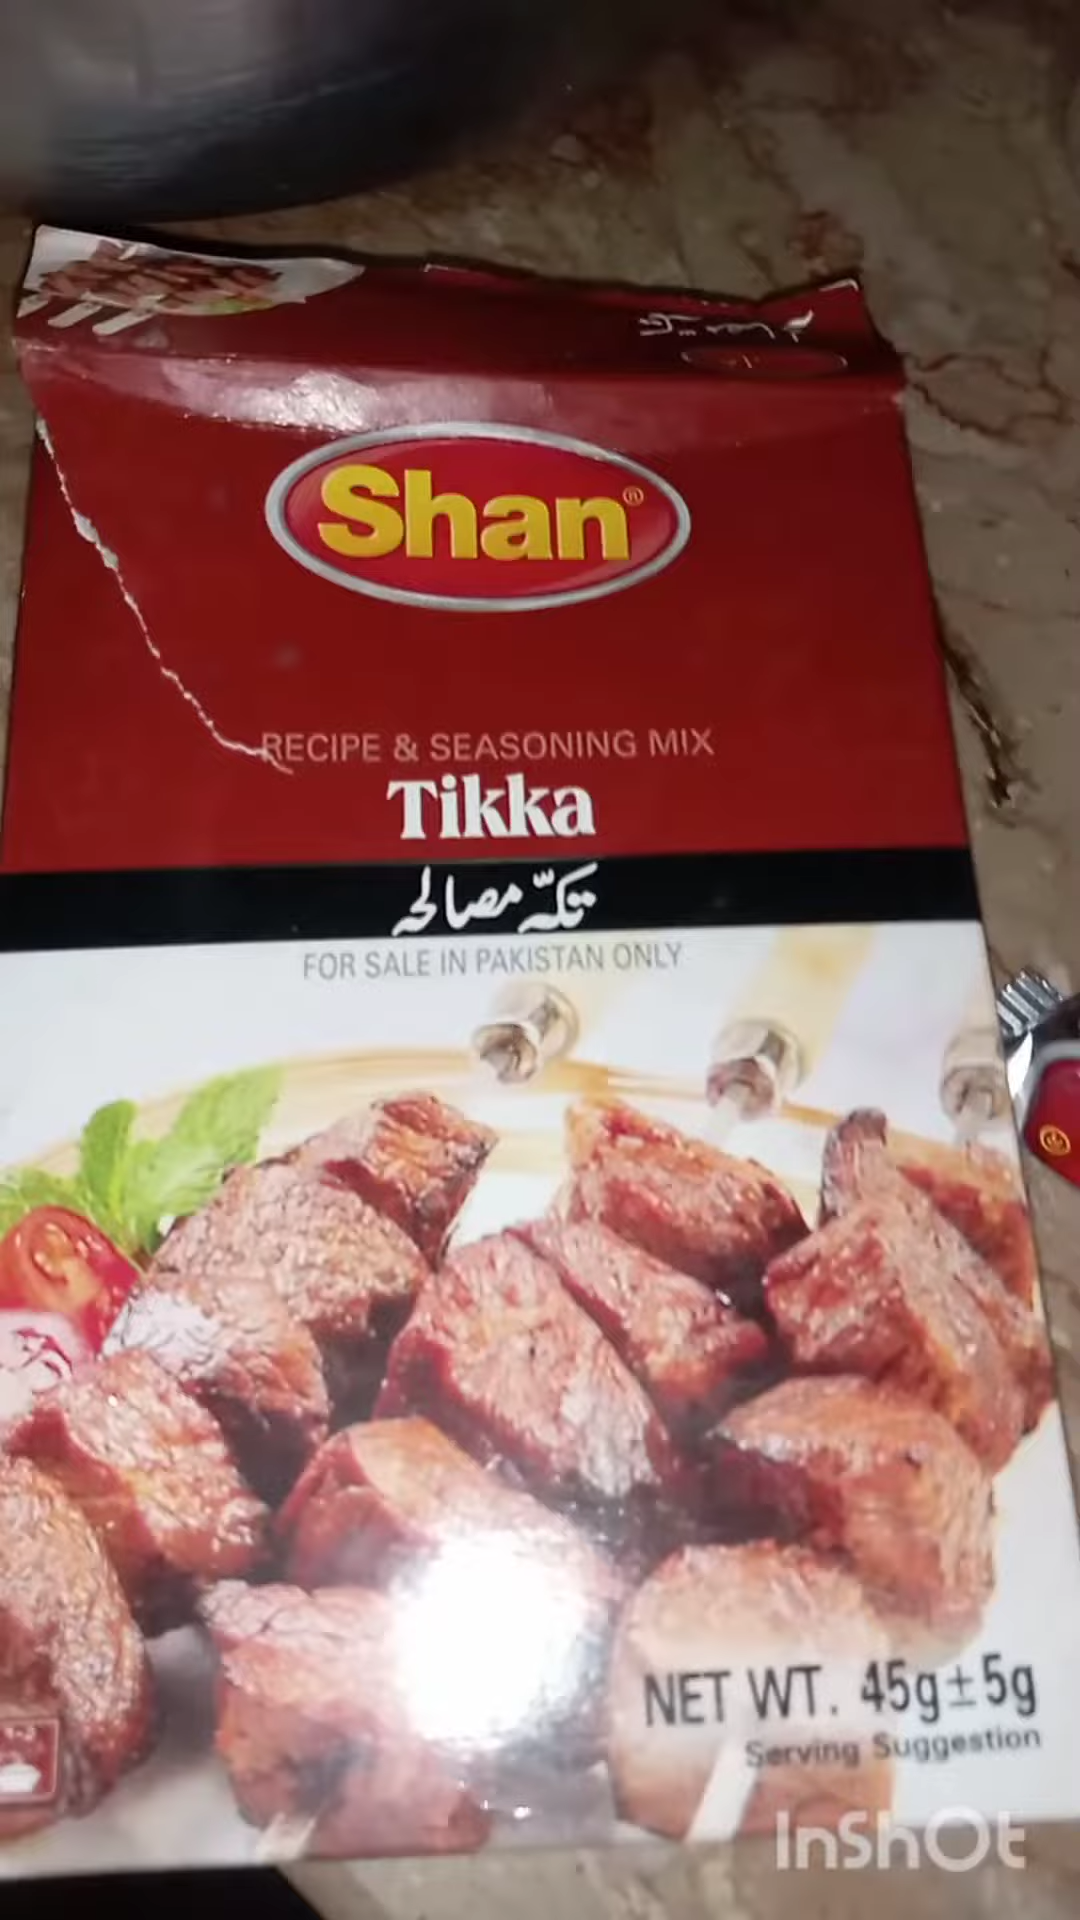 Shan®
RECIPE & SEASONING MIX
Tikka
تکہّ مصالحہ
FOR SALE IN PAKISTAN ONLY
NET WT. 45g±5g
Serving Suggestion
InShOt